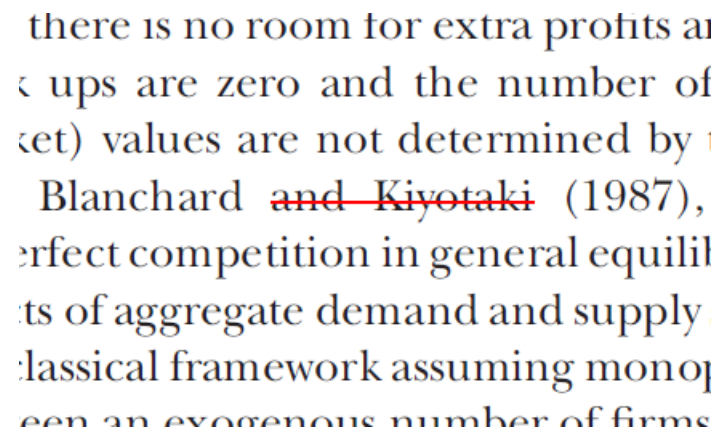 there is no room for extra profits
ups are zero and the number of
values are not determined by
Blanchard and Kiyotaki (1987),
competition in general
of aggregate demand and supply
framework assuming
an exogenous number of firms